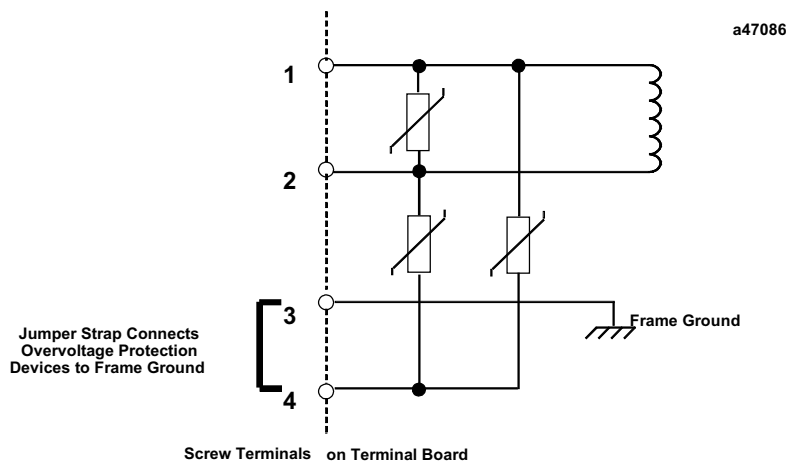 a47086
1
2
3
Frame Ground
Jumper Strap Connects
Overvoltage Protection
Devices to Frame Ground
4
Screw Terminals on Terminal Board